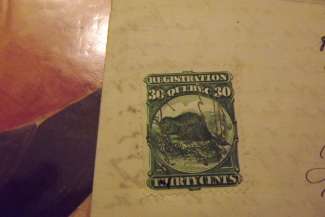 REGISTRATION
30 QUEBEC 30
THIRTY CENTS